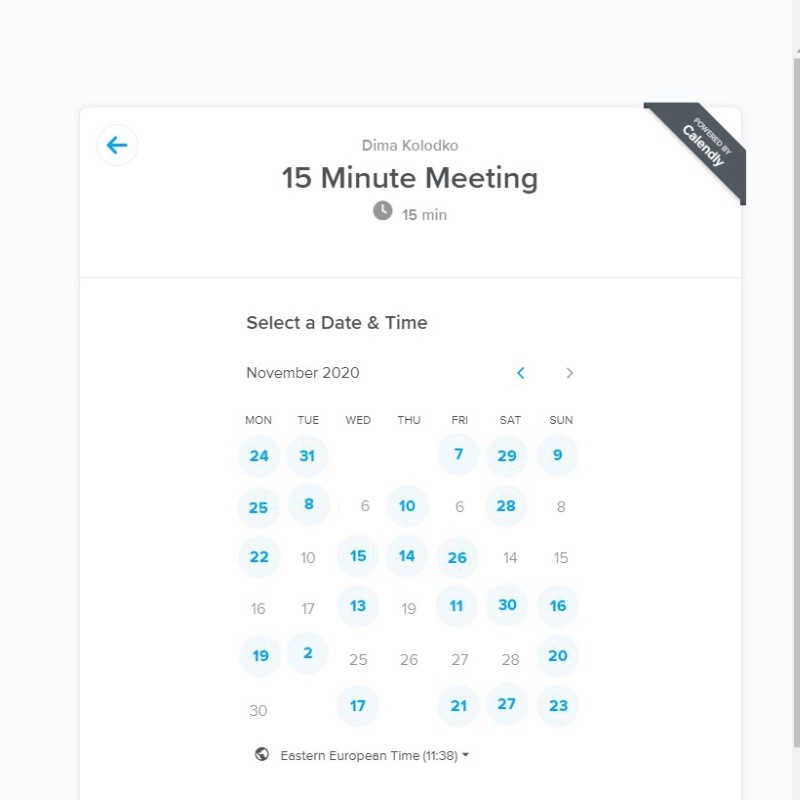 POWERED BY
Calendly
Dima Kolodko
15 Minute Meeting
15 min
Select a Date & Time
November 2020
MON TUE WED THU FRI SAT SUN
24 31 7 29 9
25 8 6 10 6 28 8
22 10 15 14 26 14 15
16 17 13 19 11 30 16
19 2 25 26 27 28 20
30 17 21 27 23
Eastern European Time (11:38)